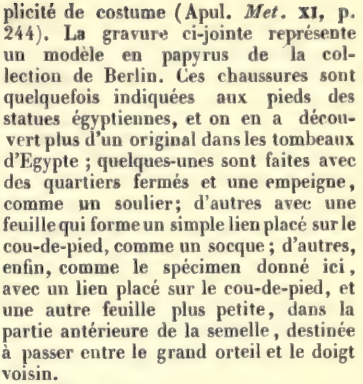 plicité de costume (Apul. Met. XI, p.
244). La gravure ci-jointe représente
un modèle en papyrus de la col-
lection de Berlin. Ces chaussures sont
quelquefois indiquées aux pieds des
statues égyptiennes, et on en a décou-
vert plus d'un original dans les tombeaux
d'Egypte ; quelques-unes sont faites avec
des quartiers fermés et une empeigne,
comme un soulier; d'autres avec une
feuille qui forme un simple lien placé sur le
cou-de-pied, comme un socque ; d'autres,
enfin, comme le spécimen donné ici,
avec un lien placé sur le cou-de-pied, et
une autre feuille plus petite, dans la
partie antérieure de la semelle, destinée
à passer entre le grand orteil et le doigt
voisin.